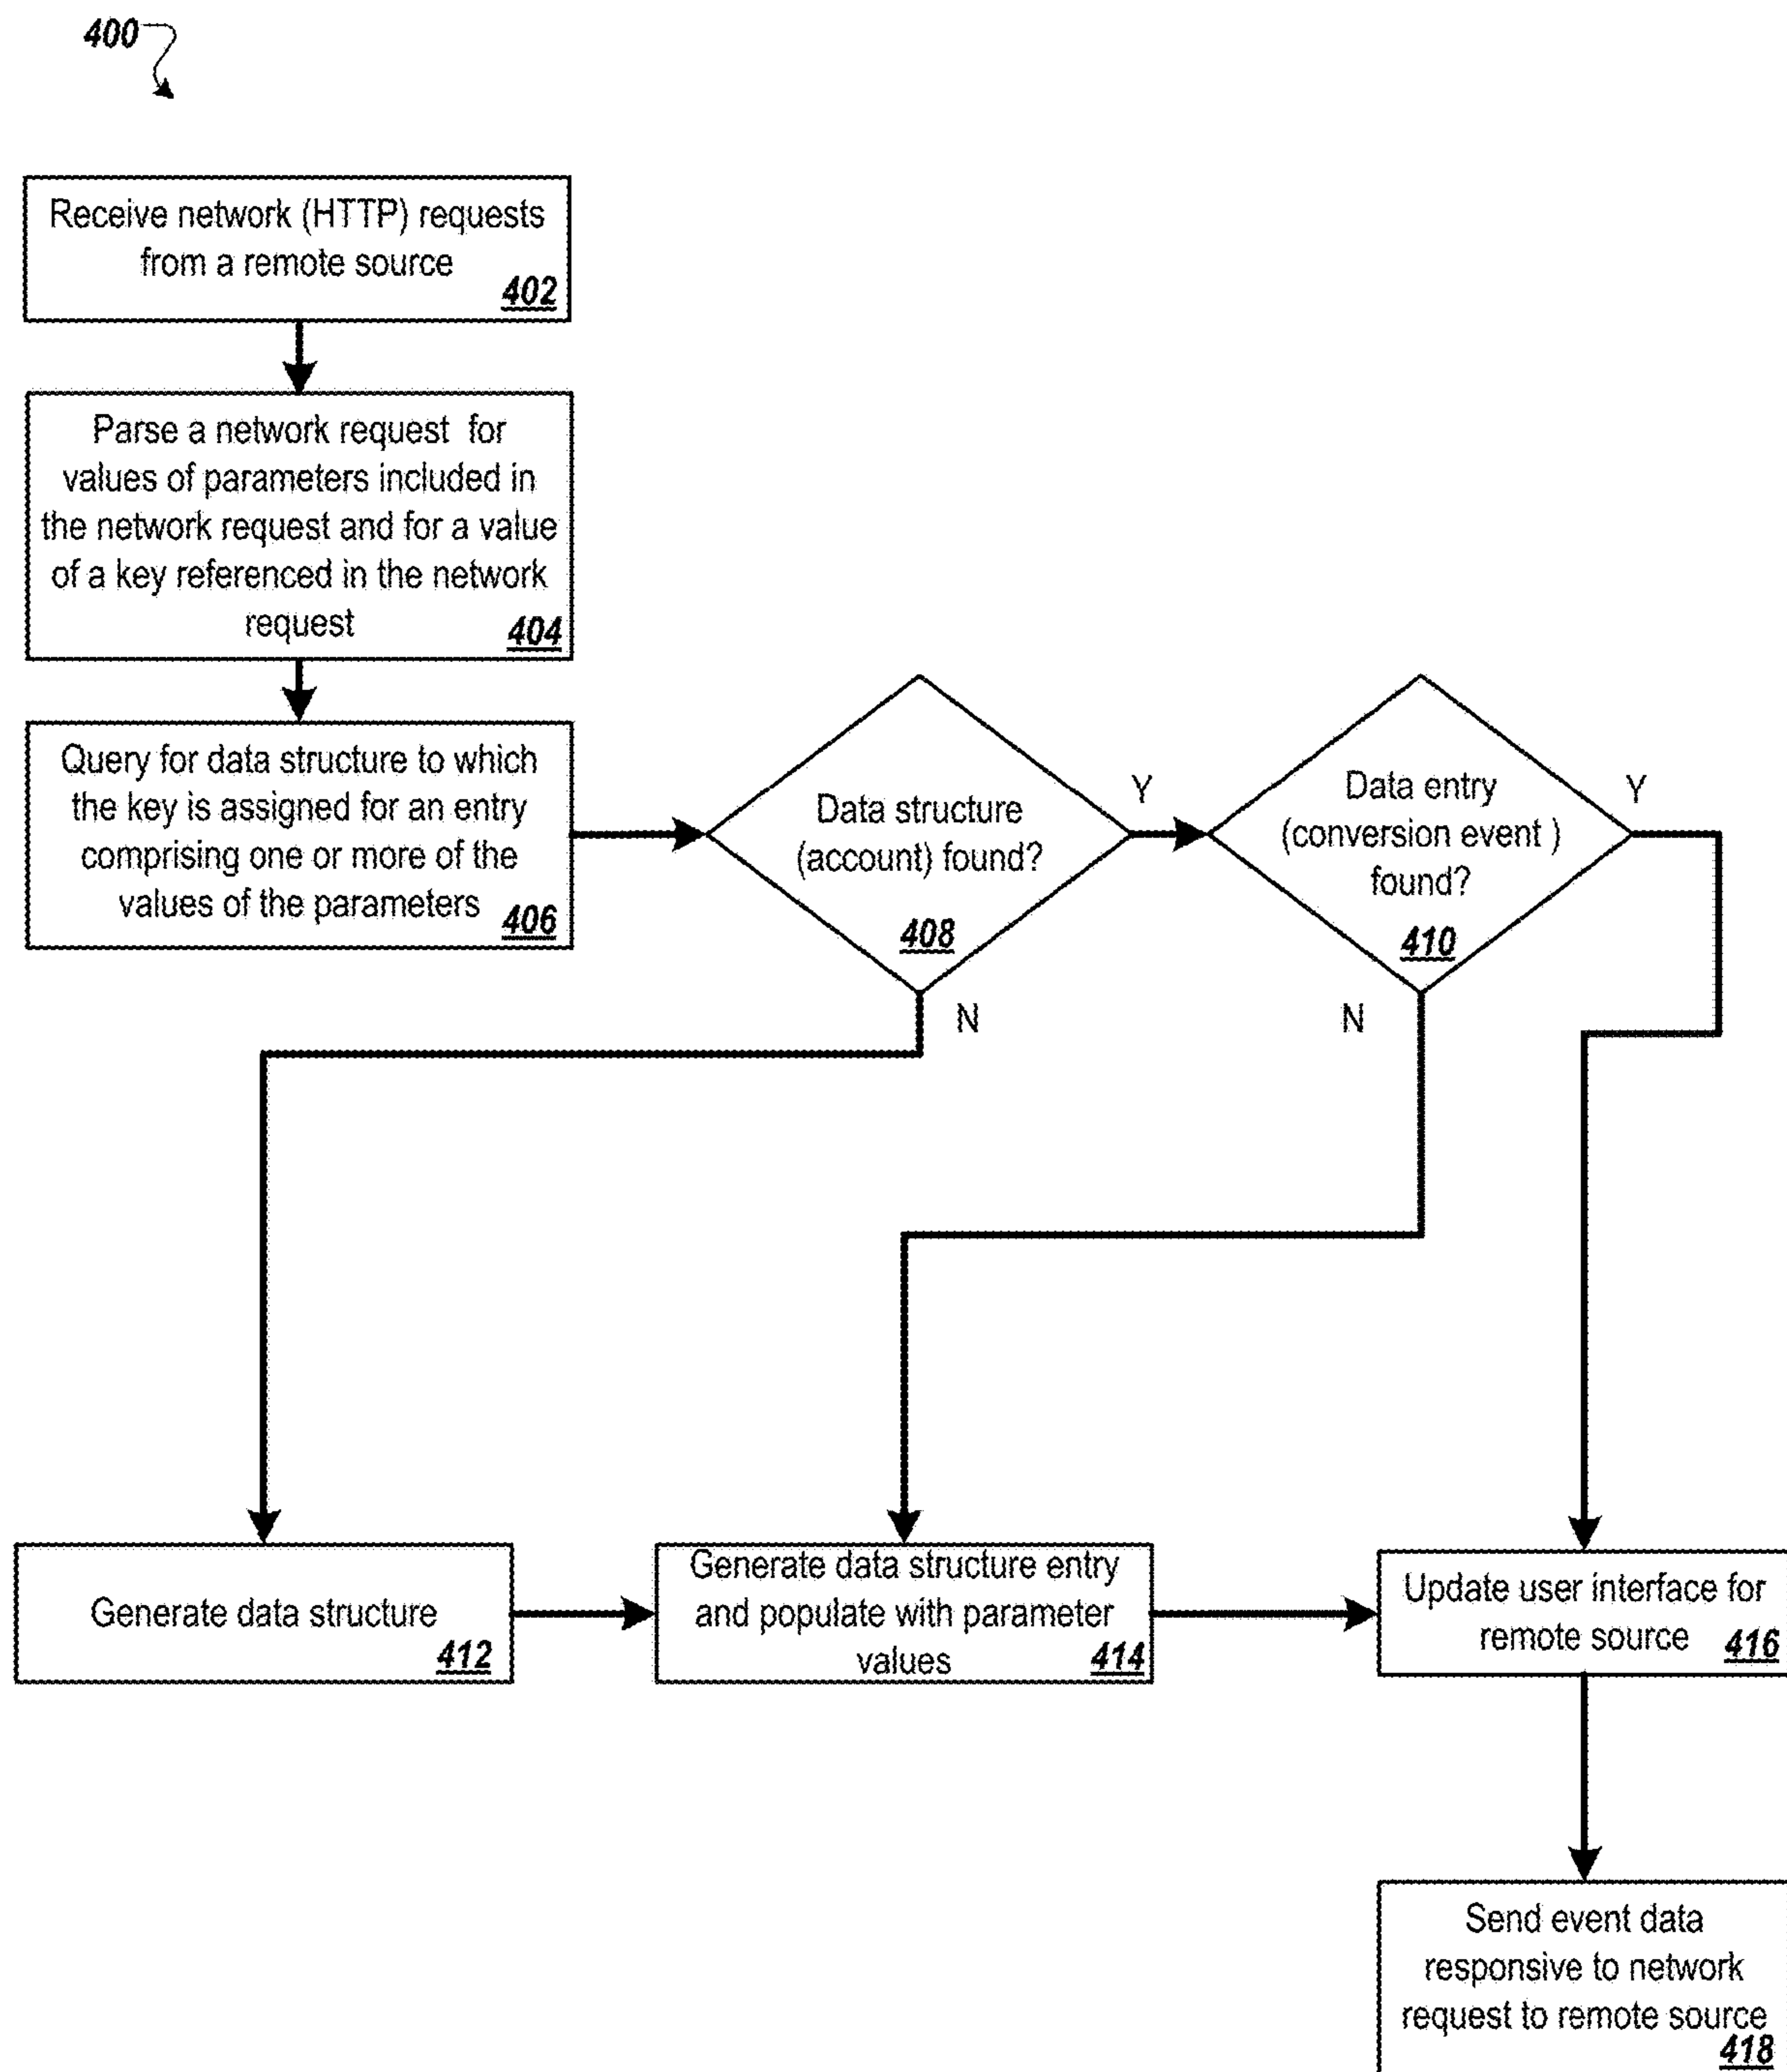 400
Receive network (HTTP) requests
from a remote source
402
Parse a network request for
values of parameters included in
the network request and for a value
of a key referenced in the network
request
404
Query for data structure to which
the key is assigned for an entry
comprising one or more of the
values of the parameters
406
Data structure
(account) found?
408
Y
N
Data entry
(conversion event )
found?
410
Y
N
Generate data structure
412
Generate data structure entry
and populate with parameter
values
414
Update user interface for
remote source
416
Send event data
responsive to network
request to remote source
418